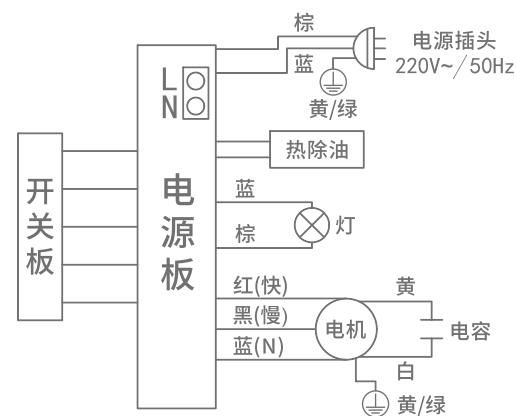 棕
电源插头
220V~/50Hz
蓝
黄/绿
L
N
热除油
开关板
电源板
蓝
灯
棕
红(快)
黑(慢)
蓝(N)
电机
黄
电容
白
黄/绿